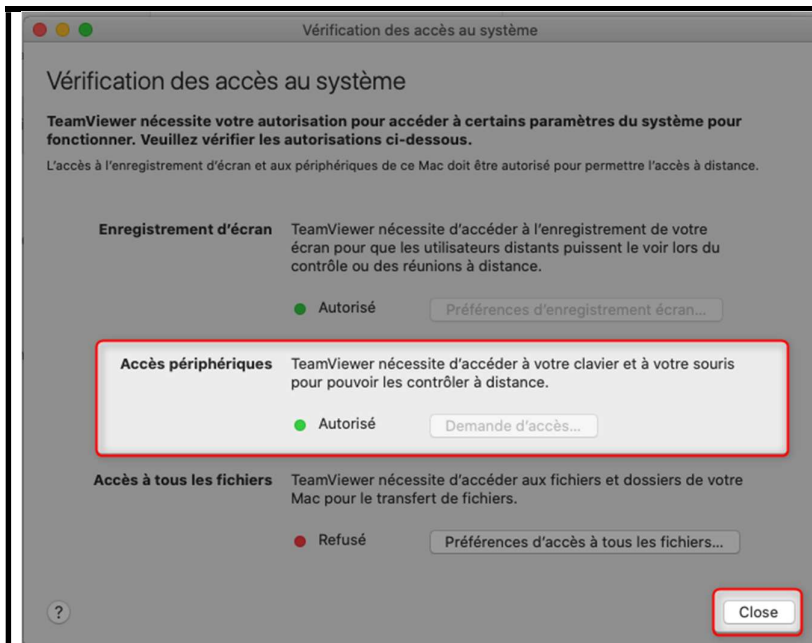 Vérification des accès au système
Vérification des accès au système
TeamViewer nécessite votre autorisation pour accéder à certains paramètres du système pour
fonctionner. Veuillez vérifier les autorisations ci-dessous.
L'accès à l'enregistrement d'écran et aux périphériques de ce Mac doit être autorisé pour permettre l'accès à distance.
Enregistrement d'écran
TeamViewer nécessite d'accéder à l'enregistrement de votre
écran pour que les utilisateurs distants puissent le voir lors du
contrôle ou des réunions à distance.
Autorisé
Préférences d'enregistrement écran...
Accès périphériques
TeamViewer nécessite d'accéder à votre clavier et à votre souris
pour pouvoir les contrôler à distance.
Autorisé
Demande d'accès...
Accès à tous les fichiers
TeamViewer nécessite d'accéder aux fichiers et dossiers de votre
Mac pour le transfert de fichiers.
Refusé
Préférences d'accès à tous les fichiers...
?
Close